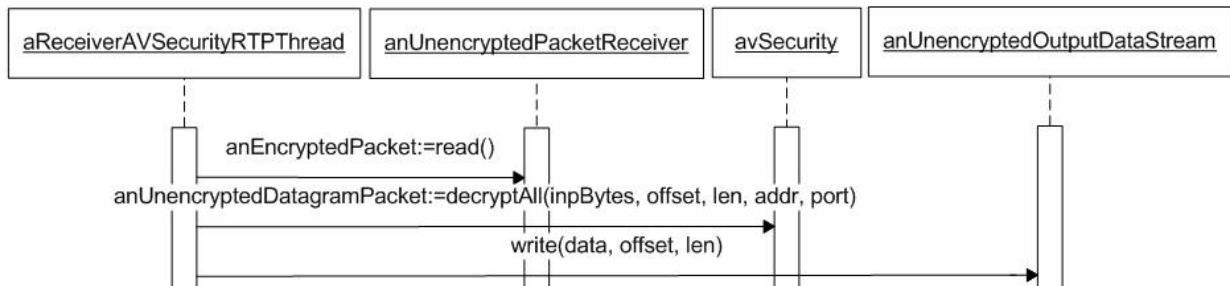 aReceiverAVSecurityRTPThread
anUnencryptedPacketReceiver
avSecurity
anUnencryptedOutputDataStream
anEncryptedPacket:=read()
anUnencryptedDatagramPacket:=decryptAll(inpBytes, offset, len, addr, port)
write(data, offset, len)